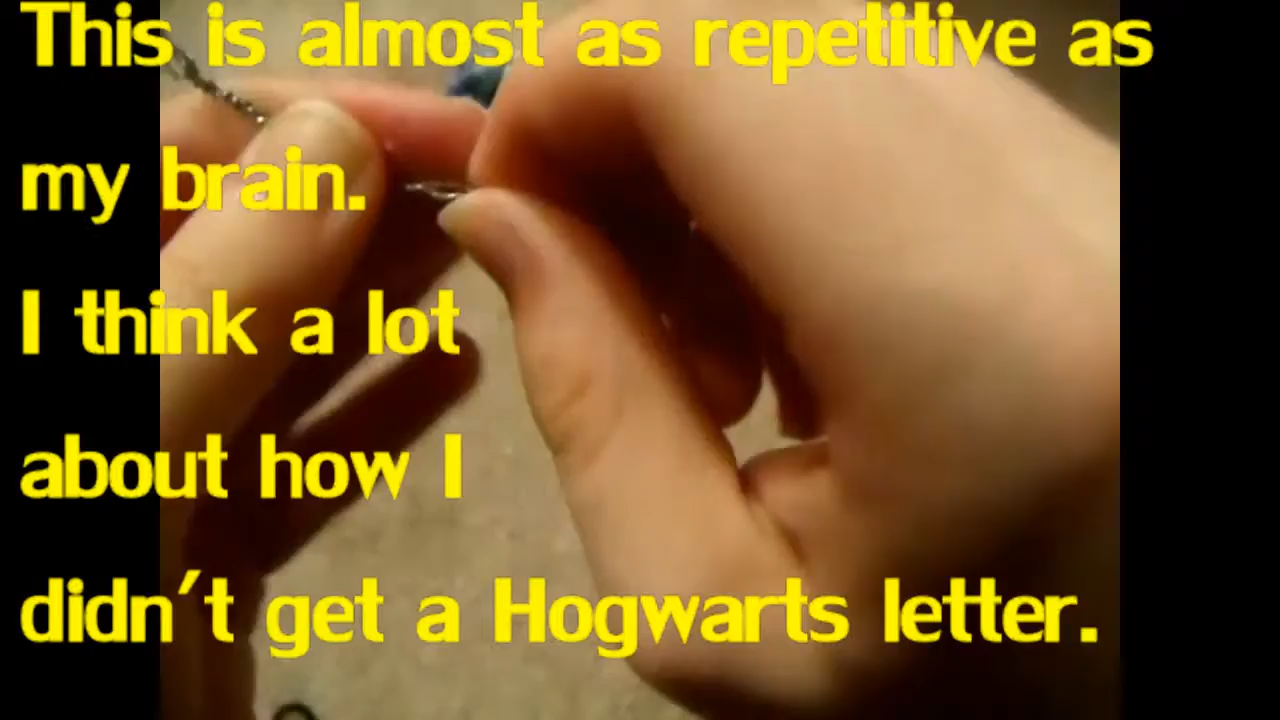 This is almost as repetitive as
my brain.
I think a lot
about how I
didn't get a Hogwarts letter.